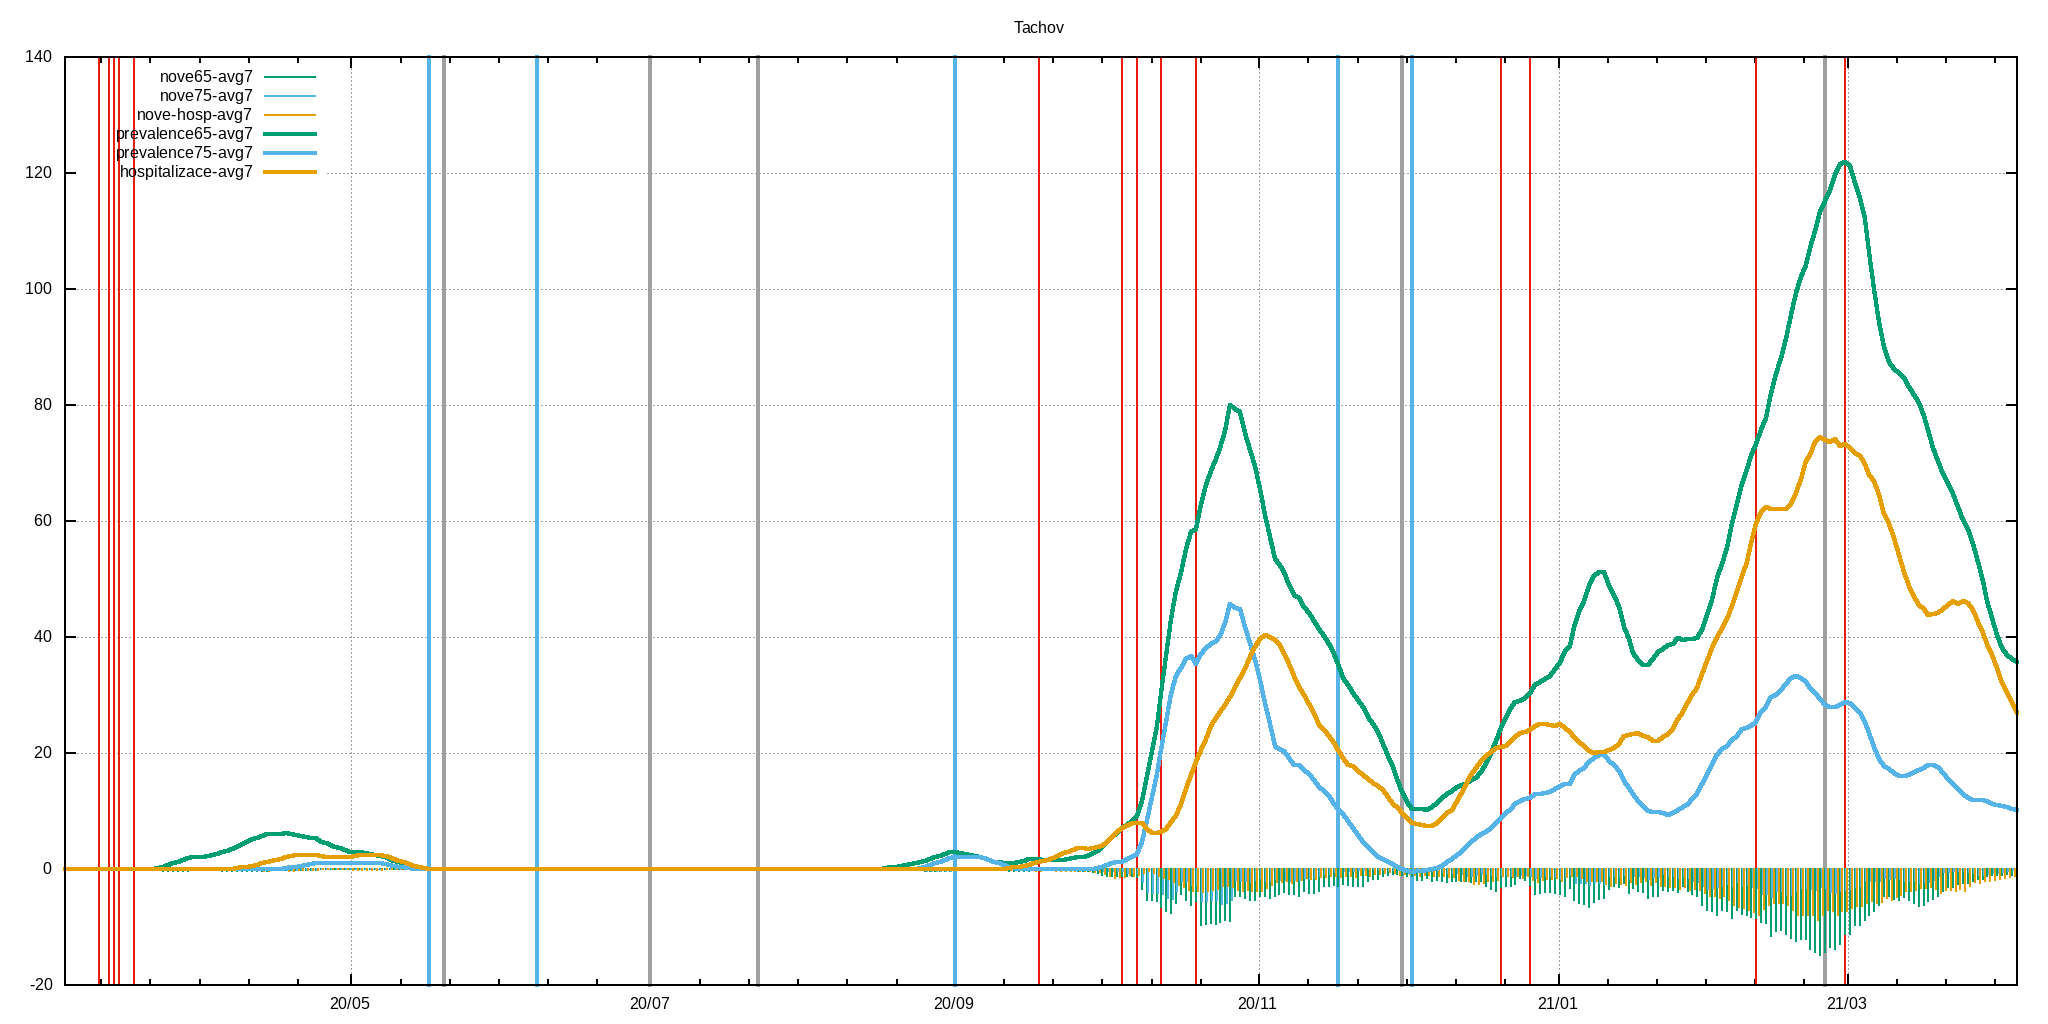 Tachov
140
120
100
80
60
40
20
0
-20
nove65-avg7
nove75-avg7
nove-hosp-avg7
prevalence65-avg7
prevalence75-avg7
hospitalizace-avg7
20/05
20/07
20/09
20/11
21/01
21/03